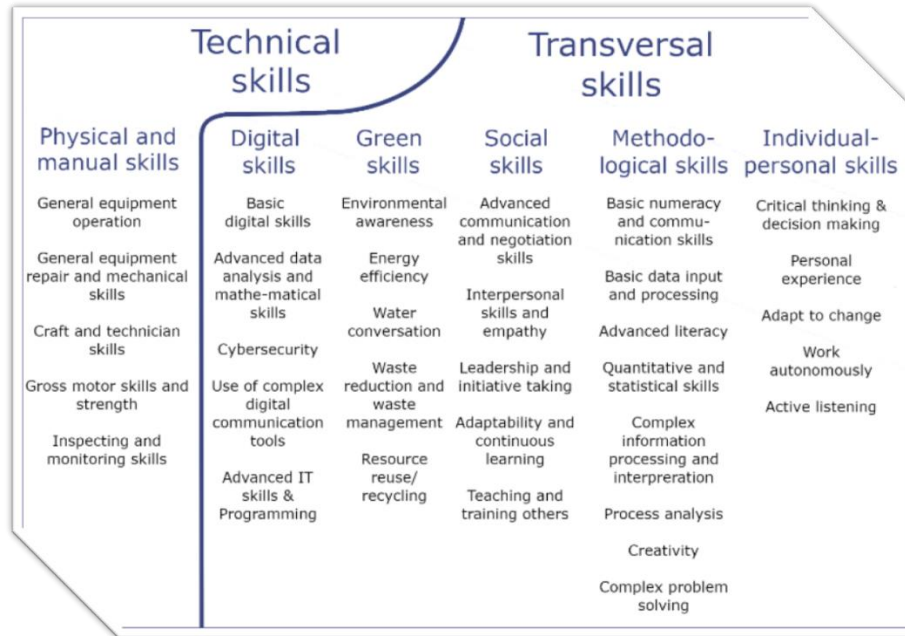 Technical
skills
Transversal
skills
Physical and
manual skills
General equipment
operation
General equipment
repair and mechanical
skills
Craft and technician
skills
Gross motor skills and
strength
Inspecting and
monitoring skills
Digital
skills
Basic
digital skills
Advanced data
analysis and
mathe-matical
skills
Cybersecurity
Use of complex
digital
communication
tools
Advanced IT
skills &
Programming
Green
skills
Environmental
awareness
Energy
efficiency
Water
conversation
Waste
reduction and
waste
management
Resource
reuse/
recycling
Social
skills
Advanced
communication
and negotiation
skills
Interpersonal
skills and
empathy
Leadership and
initiative taking
Adaptability and
continuous
learning
Teaching and
training others
Methodo-
logical skills
Basic numeracy
and commu-
nication skills
Basic data input
and processing
Advanced literacy
Quantitative and
statistical skills
Complex
information
processing and
interpreration
Process analysis
Creativity
Complex problem
solving
Individual-
personal skills
Critical thinking &
decision making
Personal
experience
Adapt to change
Work
autonomously
Active listening